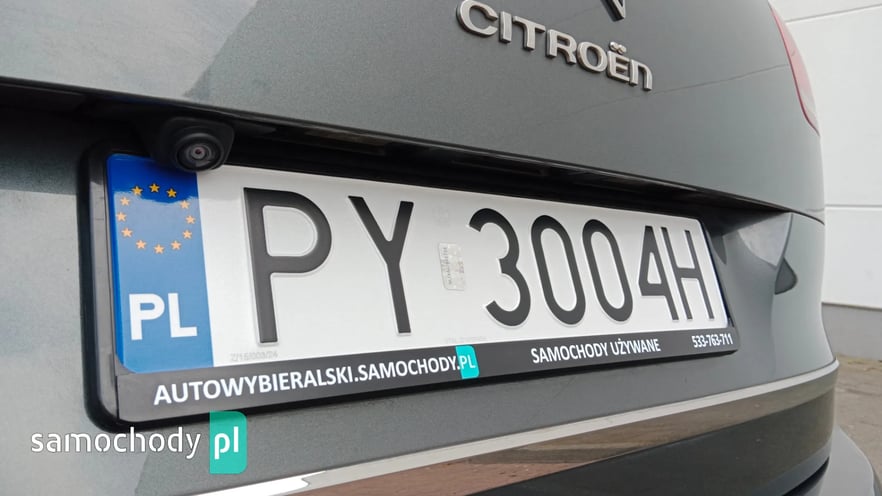 CITROËN
PL
PY 3004H
AUTOWYBIERALSKI.SAMOCHODY.PL SAMOCHODY UŻYWANE 533-763-711
samochody pl